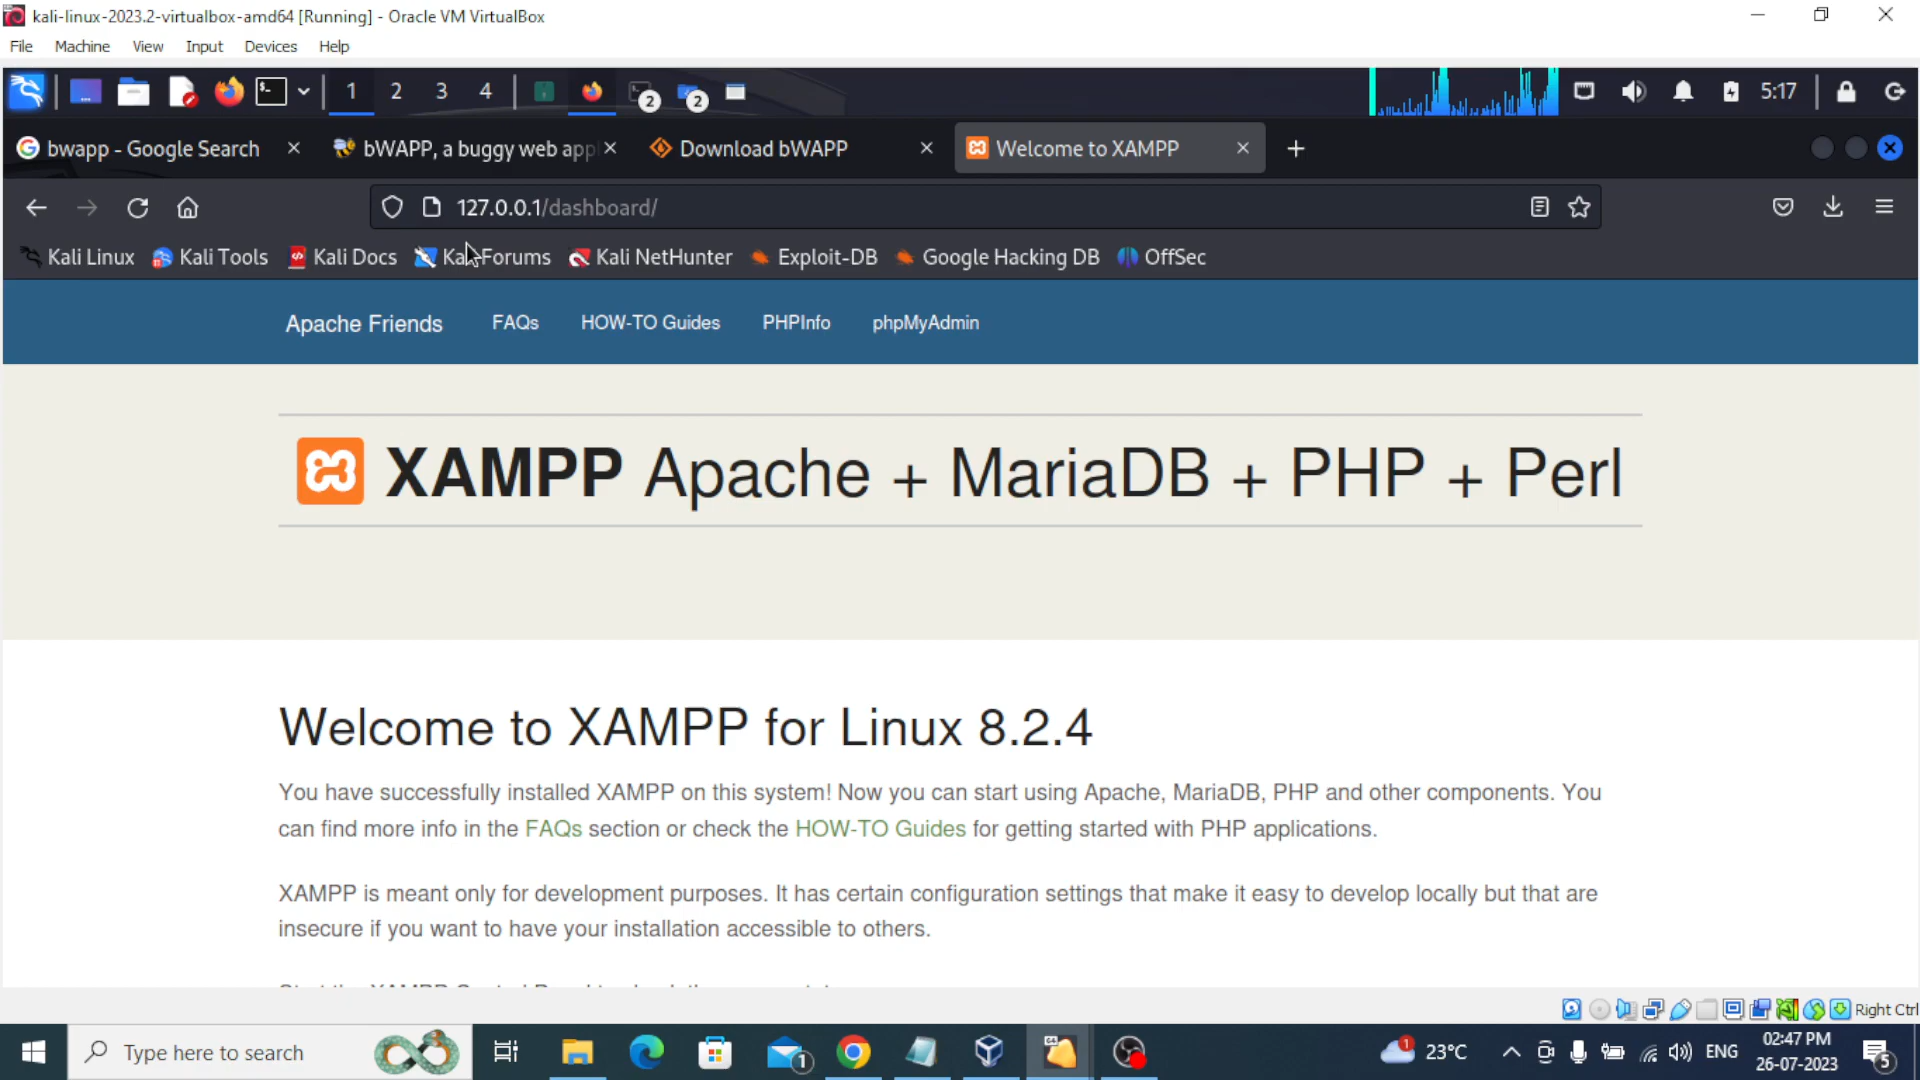 kali-linux-2023.2-virtualbox-amd64 [Running] - Oracle VM VirtualBox
File Machine View Input Devices Help
1 2 3 4 2 2 5:17
bwapp - Google Search bWAPP, a buggy web app Download bWAPP Welcome to XAMPP
127.0.0.1/dashboard/
Kali Linux Kali Tools Kali Docs Kali Forums Kali NetHunter Exploit-DB Google Hacking DB OffSec
Apache Friends FAQs HOW-TO Guides PHPInfo phpMyAdmin
XAMPP Apache + MariaDB + PHP + Perl
Welcome to XAMPP for Linux 8.2.4
You have successfully installed XAMPP on this system! Now you can start using Apache, MariaDB, PHP and other components. You
can find more info in the FAQs section or check the HOW-TO Guides for getting started with PHP applications.
XAMPP is meant only for development purposes. It has certain configuration settings that make it easy to develop locally but that are
insecure if you want to have your installation accessible to others.
Right Ctrl
Type here to search 1 1 23°C ENG 02:47 PM
26-07-2023 5